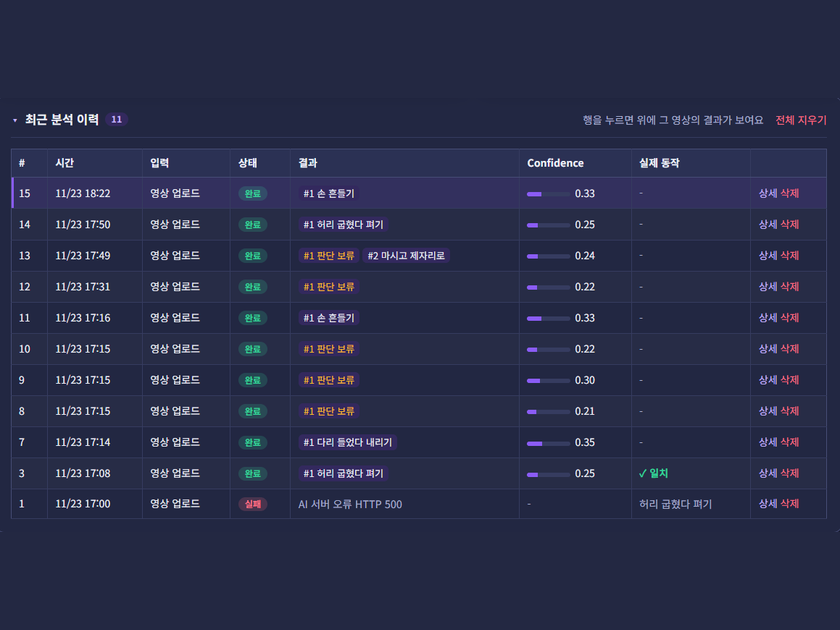 최근 분석 이력 11
행을 누르면 위에 그 영상의 결과가 보여요 전체 지우기
# 시간 입력 상태 결과 Confidence 실제 동작
15 11/23 18:22 영상 업로드 완료 #1 손 흔들기 0.33 - 상세 삭제
14 11/23 17:50 영상 업로드 완료 #1 허리 굽혔다 펴기 0.25 - 상세 삭제
13 11/23 17:49 영상 업로드 완료 #1 판단 보류 #2 마시고 제자리로 0.24 - 상세 삭제
12 11/23 17:31 영상 업로드 완료 #1 판단 보류 0.22 - 상세 삭제
11 11/23 17:16 영상 업로드 완료 #1 손 흔들기 0.33 - 상세 삭제
10 11/23 17:15 영상 업로드 완료 #1 판단 보류 0.22 - 상세 삭제
9 11/23 17:15 영상 업로드 완료 #1 판단 보류 0.30 - 상세 삭제
8 11/23 17:15 영상 업로드 완료 #1 판단 보류 0.21 - 상세 삭제
7 11/23 17:14 영상 업로드 완료 #1 다리 들었다 내리기 0.35 - 상세 삭제
3 11/23 17:08 영상 업로드 완료 #1 허리 굽혔다 펴기 0.25 ✓ 일치 상세 삭제
1 11/23 17:00 영상 업로드 실패 AI 서버 오류 HTTP 500 - 허리 굽혔다 펴기 상세 삭제